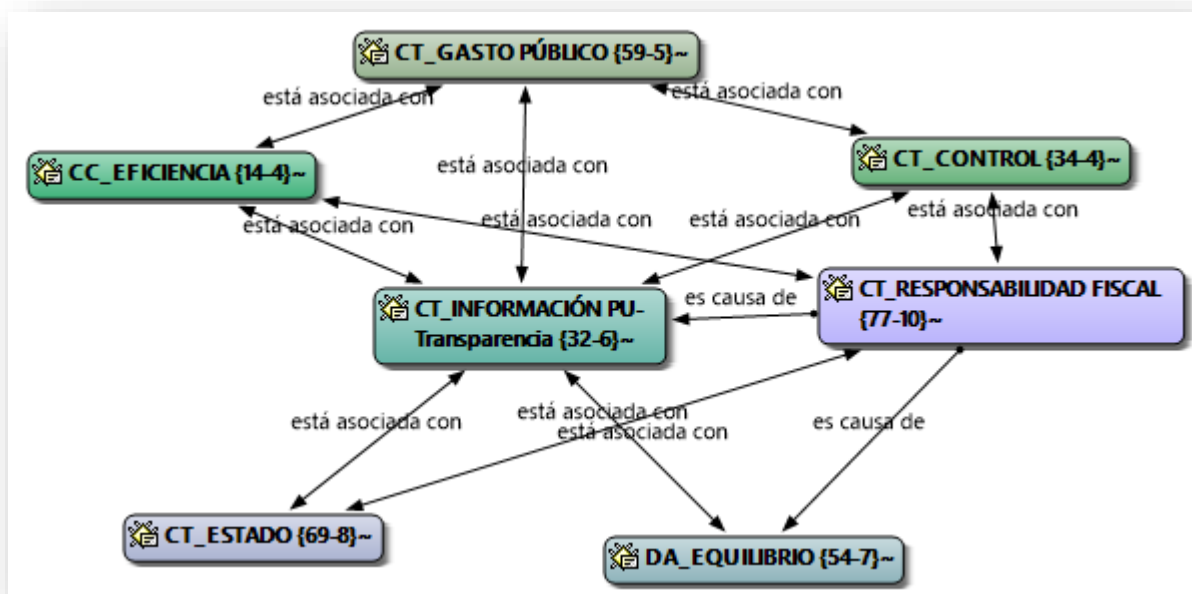 CT_GASTO PÚBLICO {59-5}~
está asociada con
está asociada con
está asociada con
CC_EFICIENCIA {14-4}~
CT_CONTROL {34-4}~
está asociada con
está asociada con
está asociada con
está asociada con
CT_INFORMACIÓN PU-
Transparencia {32-6}~
es causa de
CT_RESPONSABILIDAD FISCAL
{77-10}~
está asociada con
está asociada con
está asociada con
es causa de
CT_ESTADO {69-8}~
DA_EQUILIBRIO {54-7}~